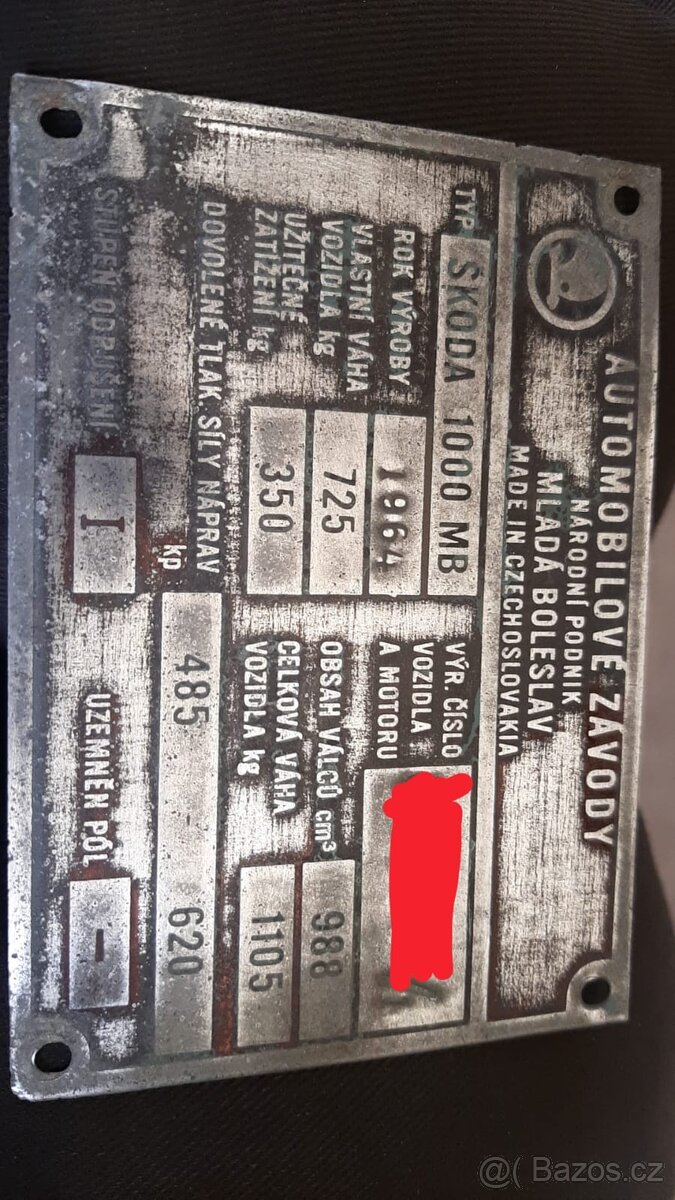 AUTOMOBILOVÉ ZÁVODY
NÁRODNÍ PODNIK
MLADÁ BOLESLAV
MADE IN CZECHOSLOVAKIA
TYP ŠKODA 1000 MB
ROK VÝROBY 1964
VLASTNÍ VÁHA
VOZIDLA kg 725
UŽITEČNÉ
ZATÍŽENÍ kg 350
VÝR. ČÍSLO
VOZIDLA
A MOTORU
OBSAH VÁLCŮ cm³ 988
CELKOVÁ VÁHA
VOZIDLA kg 1105
DOVOLENÉ TLAK. SÍLY NÁPRAV kp 485 620
STUPEŇ ODRUŠENÍ I UZEMNĚN PÓL -
@( Bazos.cz